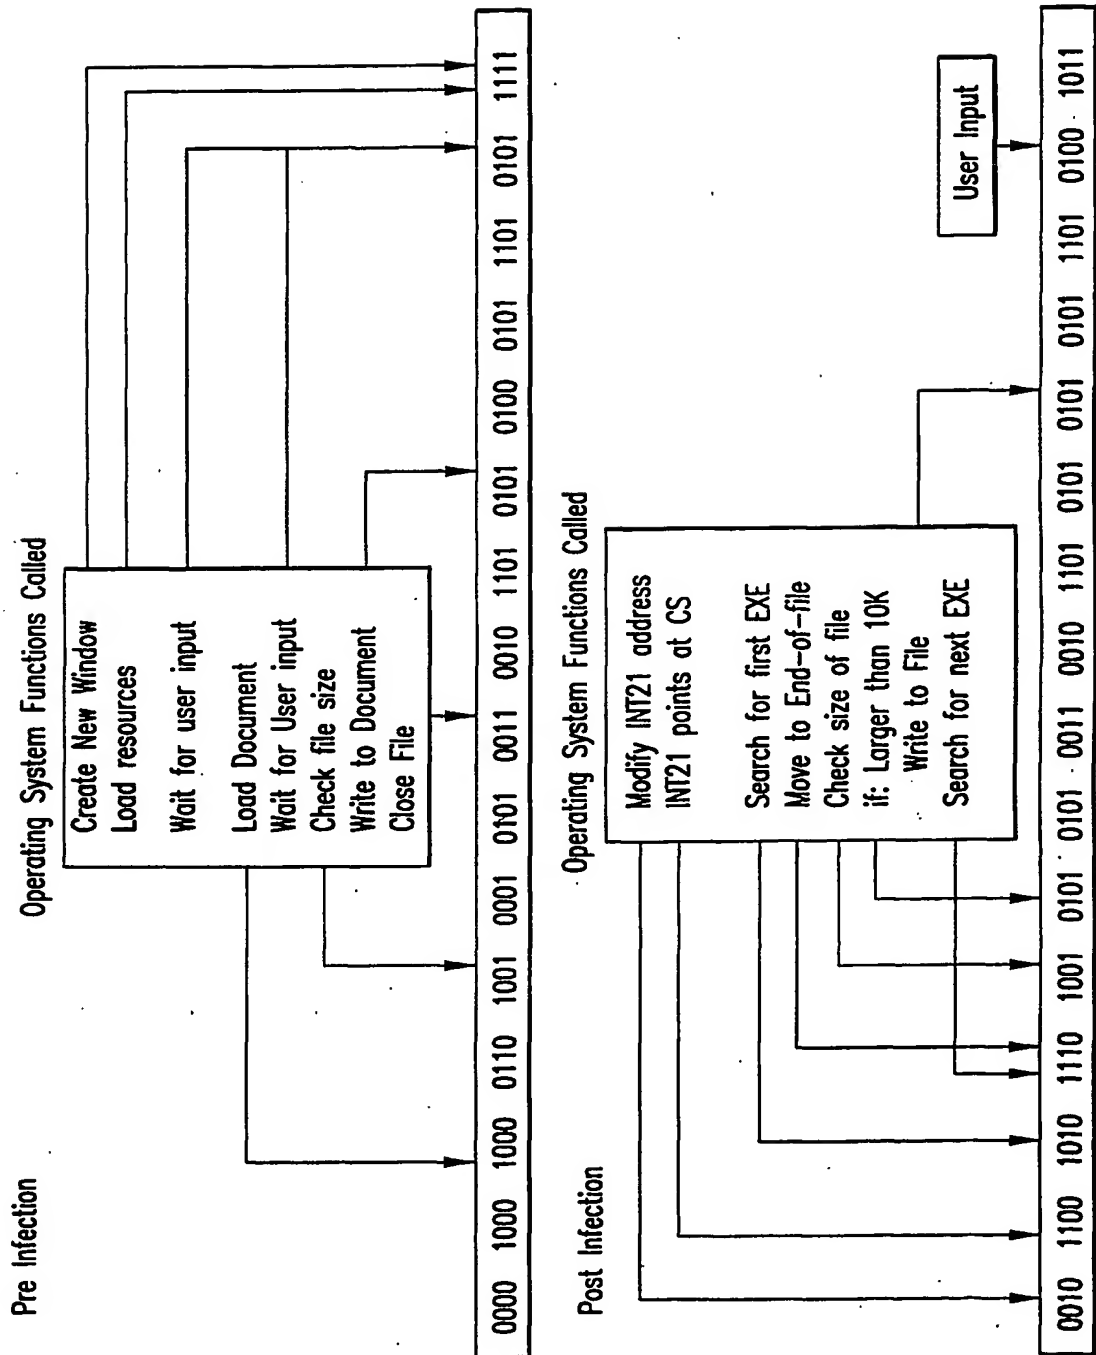 Pre Infection
Operating System Functions Called
Create New Window
Load resources
Wait for user input
Load Document
Wait for User input
Check file size
Write to Document
Close File
0000 1000 1000 0110 1001 0001 0101 0011 0010 1101 0101 0100 0101 1101 0101 1111
Post Infection
Operating System Functions Called
Modify INT21 address
INT21 points at CS
Search for first EXE
Move to End-of-file
Check size of file
if: Larger than 10K
Write to File
Search for next EXE
User Input
0010 1100 1010 1110 1001 0101 0101 0011 0010 1101 0101 0101 0101 1101 0100 1011